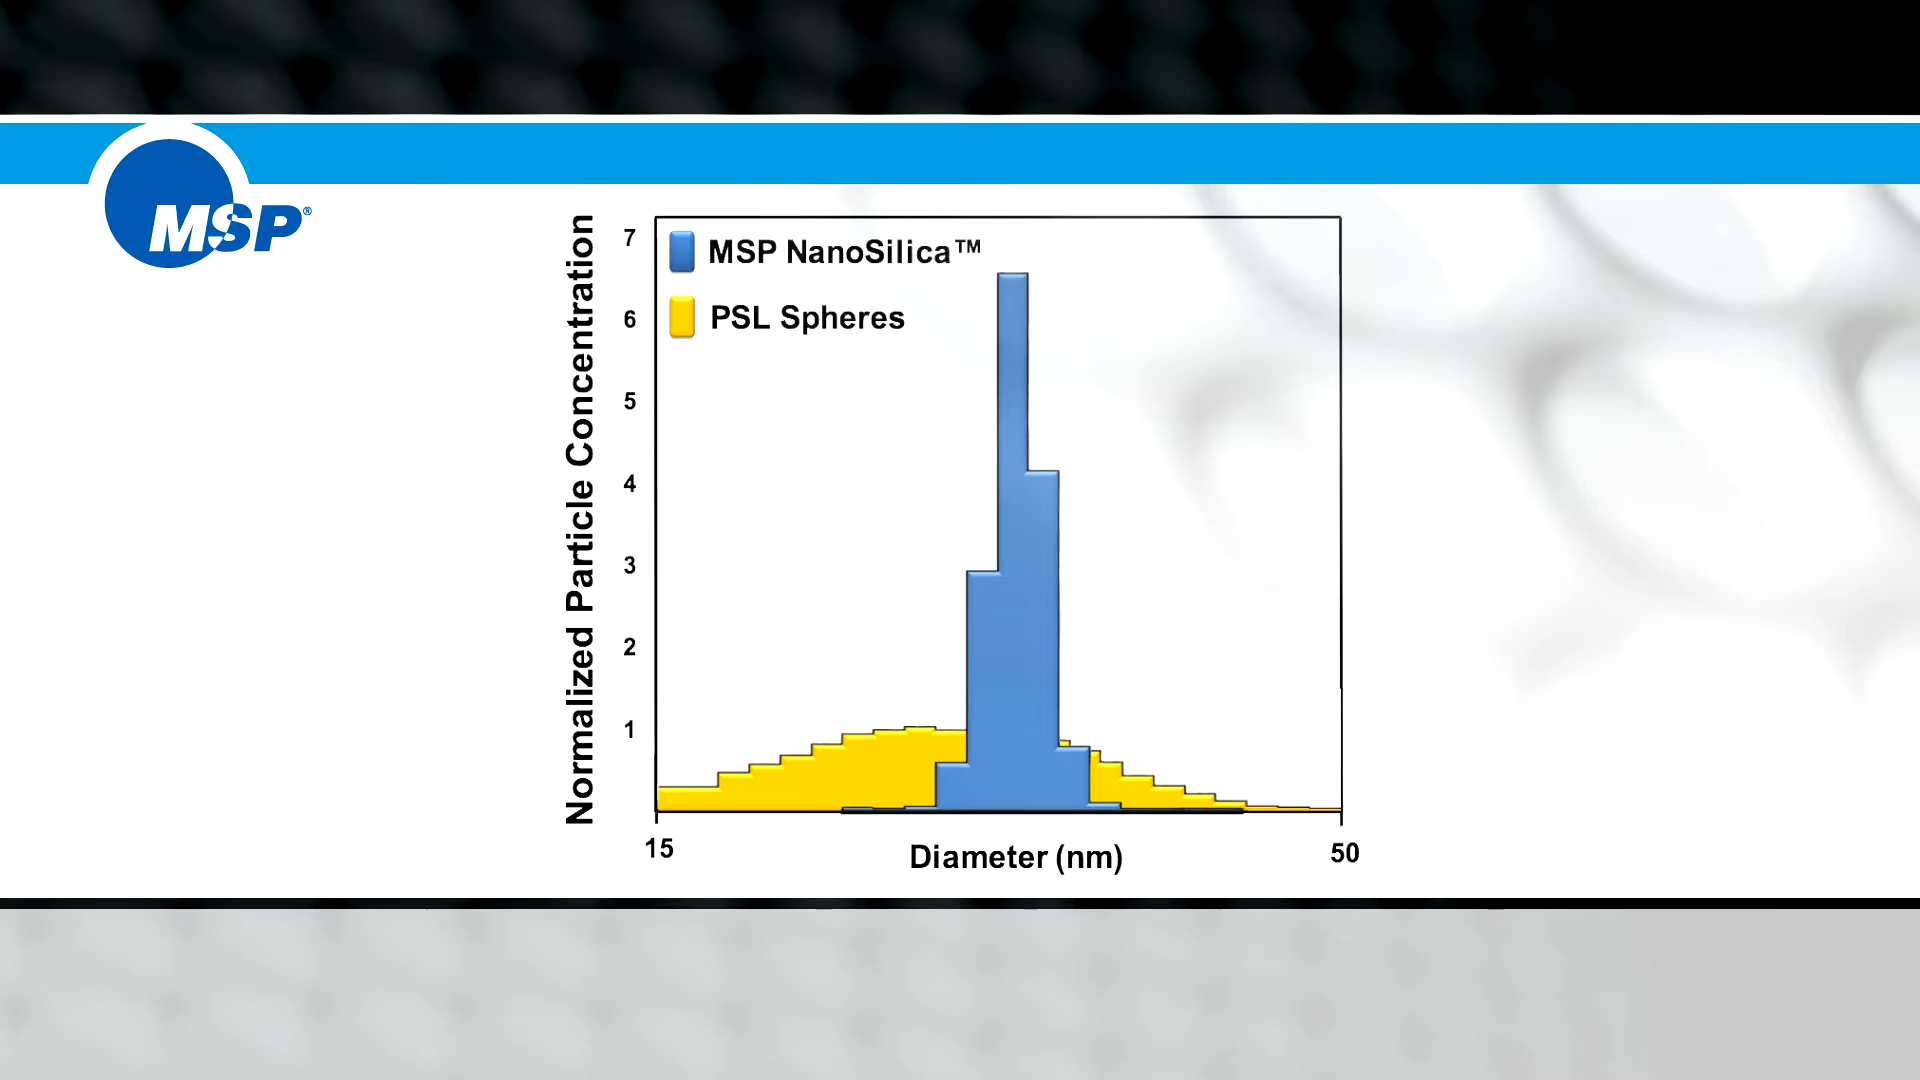 MSP®
MSP NanoSilica™
PSL Spheres
Normalized Particle Concentration
7
6
5
4
3
2
1
15
50
Diameter (nm)